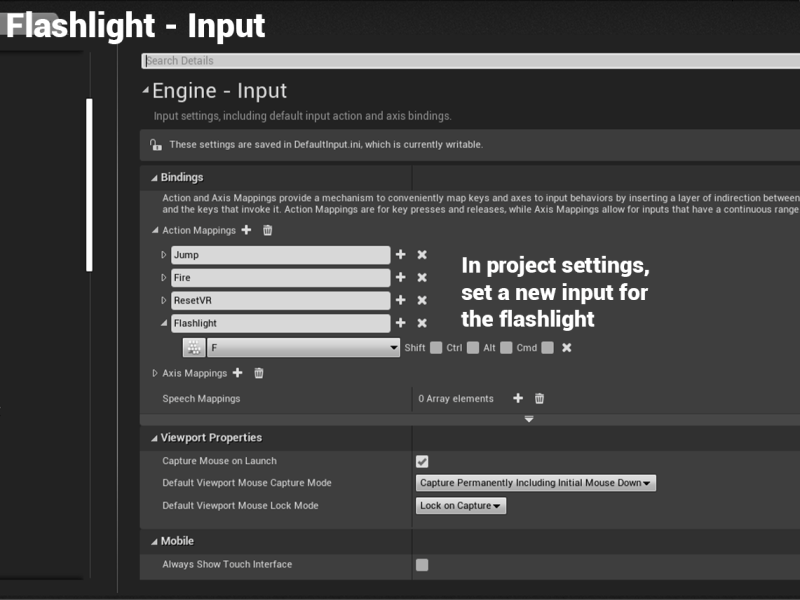 Flashlight - Input
Search Details
Engine - Input
Input settings, including default input action and axis bindings.
These settings are saved in DefaultInput.ini, which is currently writable.
Bindings
Action and Axis Mappings provide a mechanism to conveniently map keys and axes to input behaviors by inserting a layer of indirection between
and the keys that invoke it. Action Mappings are for key presses and releases, while Axis Mappings allow for inputs that have a continuous range
Action Mappings
Jump
Fire
ResetVR
Flashlight
In project settings,
set a new input for
the flashlight
F Shift Ctrl Alt Cmd
Axis Mappings
Speech Mappings 0 Array elements
Viewport Properties
Capture Mouse on Launch
Default Viewport Mouse Capture Mode Capture Permanently Including Initial Mouse Down
Default Viewport Mouse Lock Mode Lock on Capture
Mobile
Always Show Touch Interface